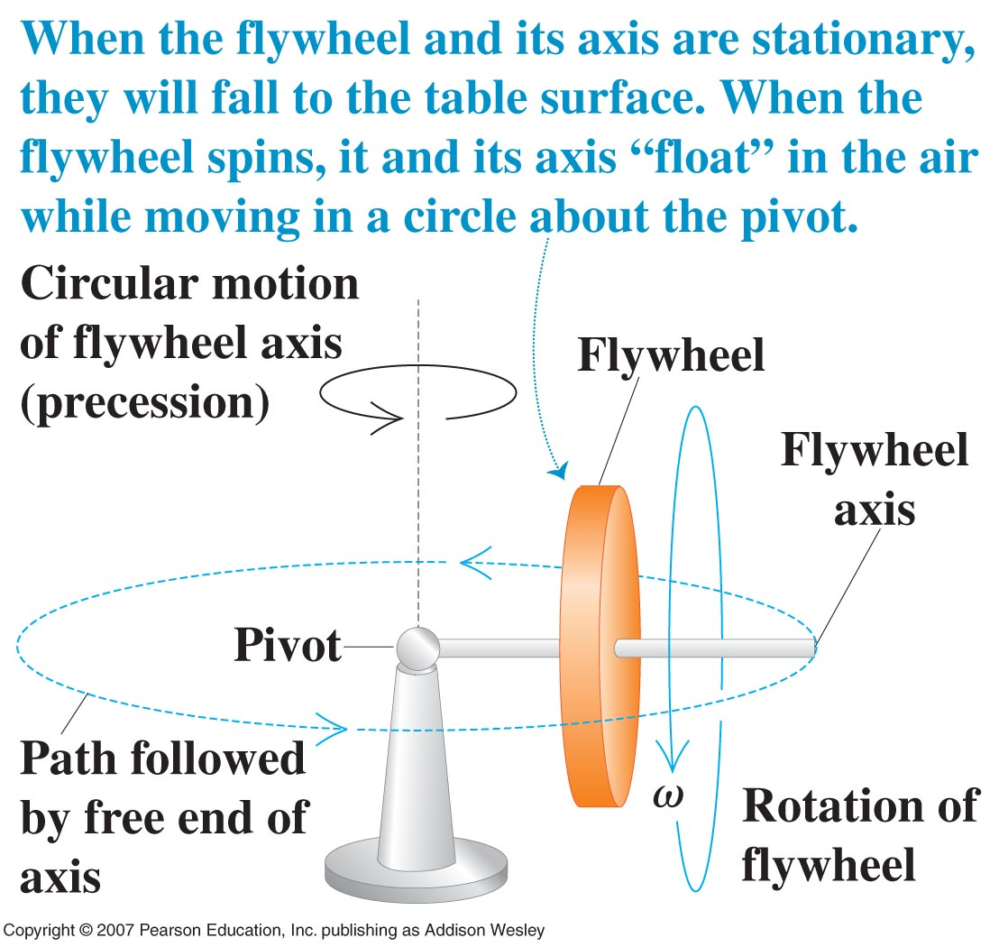 When the flywheel and its axis are stationary,
they will fall to the table surface. When the
flywheel spins, it and its axis “float” in the air
while moving in a circle about the pivot.
Circular motion
of flywheel axis
(precession)
Flywheel
Flywheel
axis
Pivot
Path followed
by free end of
axis
ω
Rotation of
flywheel
Copyright © 2007 Pearson Education, Inc. publishing as Addison Wesley